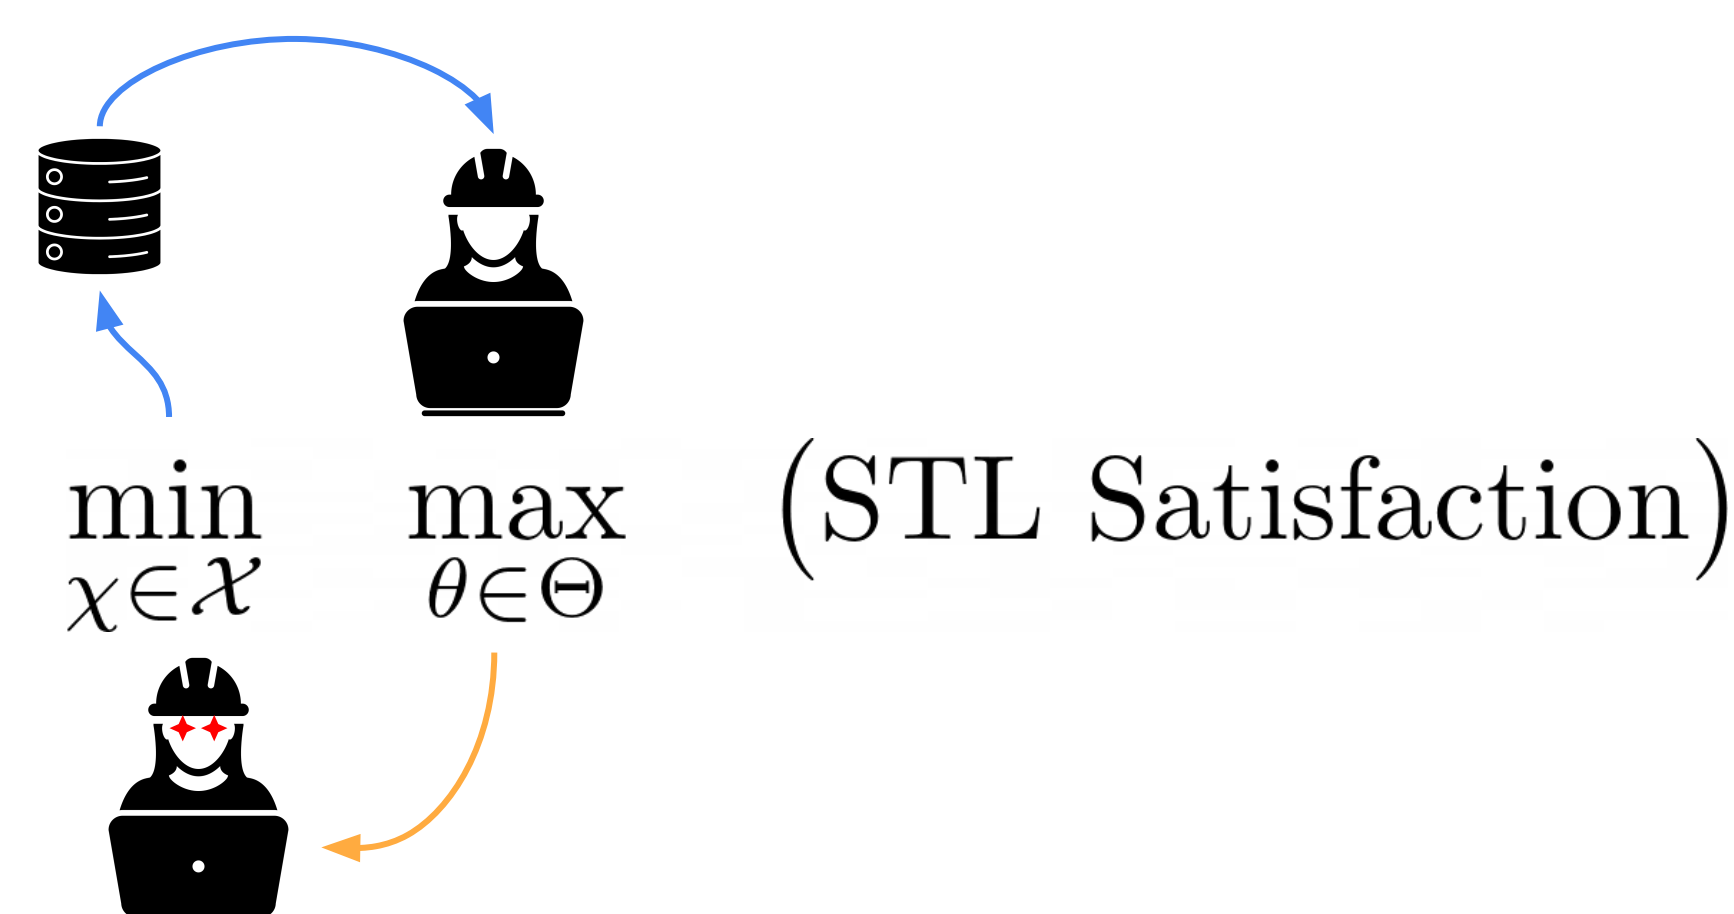 min max (STL Satisfaction)
χ∈𝒳 θ∈Θ